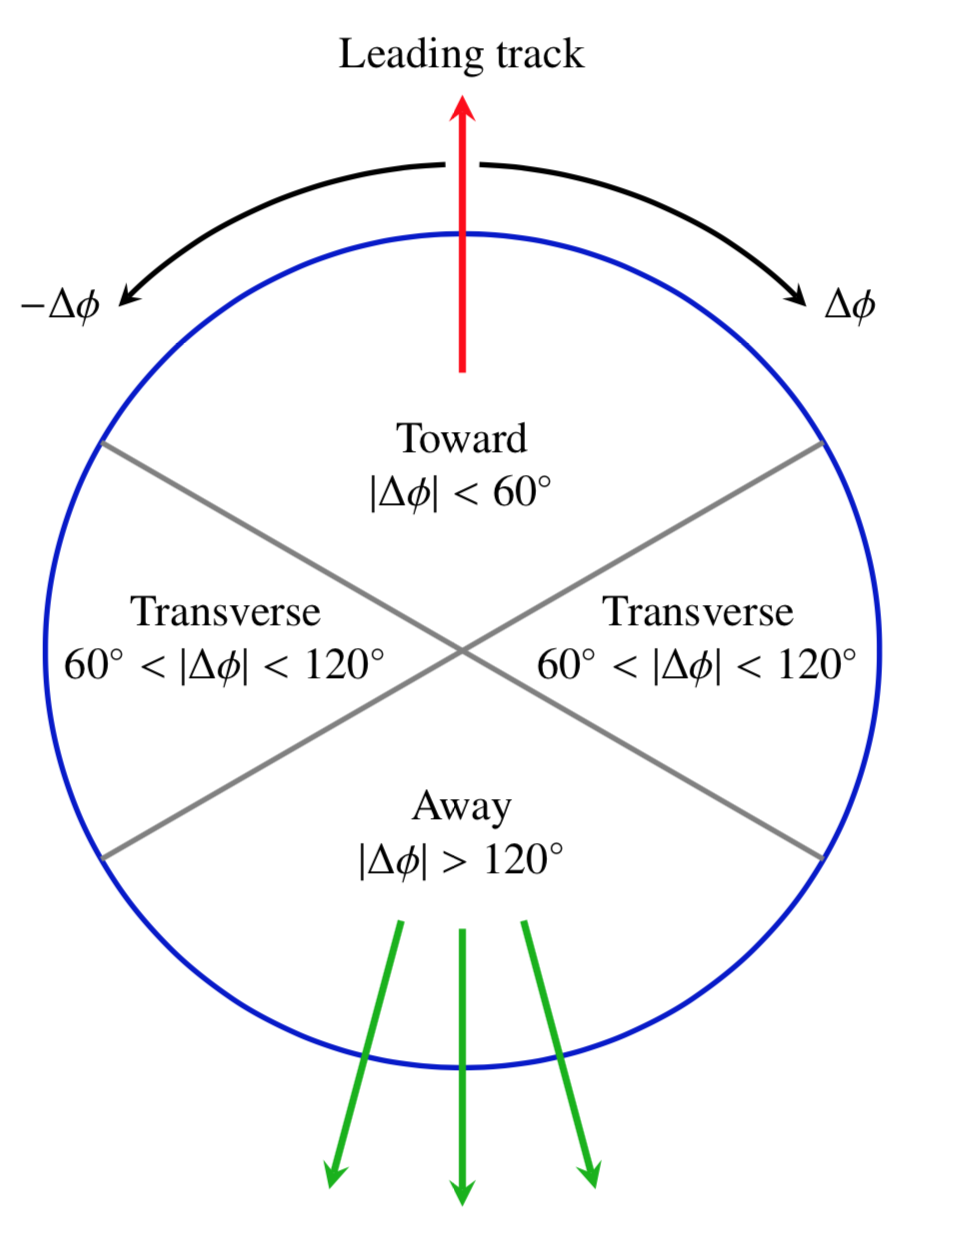 Leading track
−Δϕ
Δϕ
Toward
|Δϕ| < 60°
Transverse
60° < |Δϕ| < 120°
Transverse
60° < |Δϕ| < 120°
Away
|Δϕ| > 120°